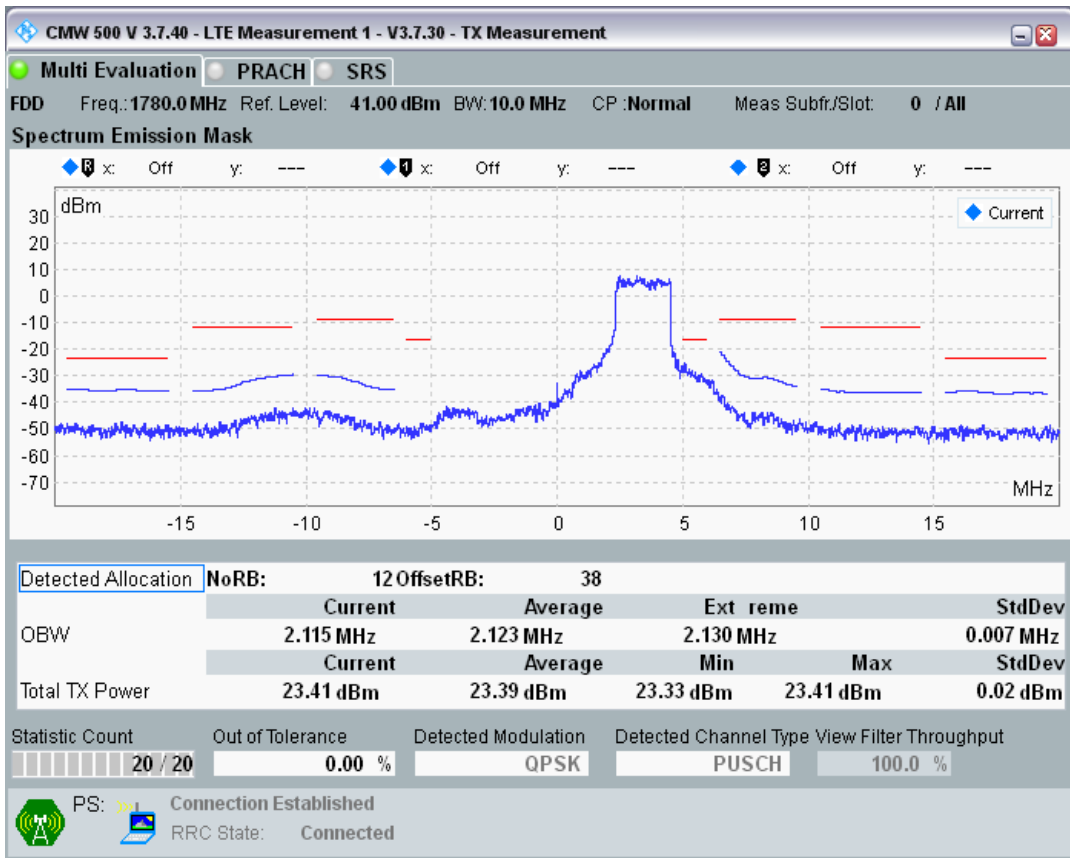 CMW 500 V 3.7.40 - LTE Measurement 1 - V3.7.30 - TX Measurement
Multi Evaluation PRACH SRS
FDD Freq.: 1780.0 MHz Ref. Level: 41.00 dBm BW: 10.0 MHz CP : Normal Meas Subfr./Slot: 0 / All
Spectrum Emission Mask
R x: Off y: --- 1 x: Off y: --- 2 x: Off y: ---
dBm
Current
30
20
10
0
-10
-20
-30
-40
-50
-60
-70
MHz
-15 -10 -5 0 5 10 15
Detected Allocation NoRB: 12 OffsetRB: 38
Current Average Ext reme StdDev
OBW 2.115 MHz 2.123 MHz 2.130 MHz 0.007 MHz
Current Average Min Max StdDev
Total TX Power 23.41 dBm 23.39 dBm 23.33 dBm 23.41 dBm 0.02 dBm
Statistic Count Out of Tolerance Detected Modulation Detected Channel Type View Filter Throughput
20 / 20 0.00 % QPSK PUSCH 100.0 %
PS: Connection Established
RRC State: Connected